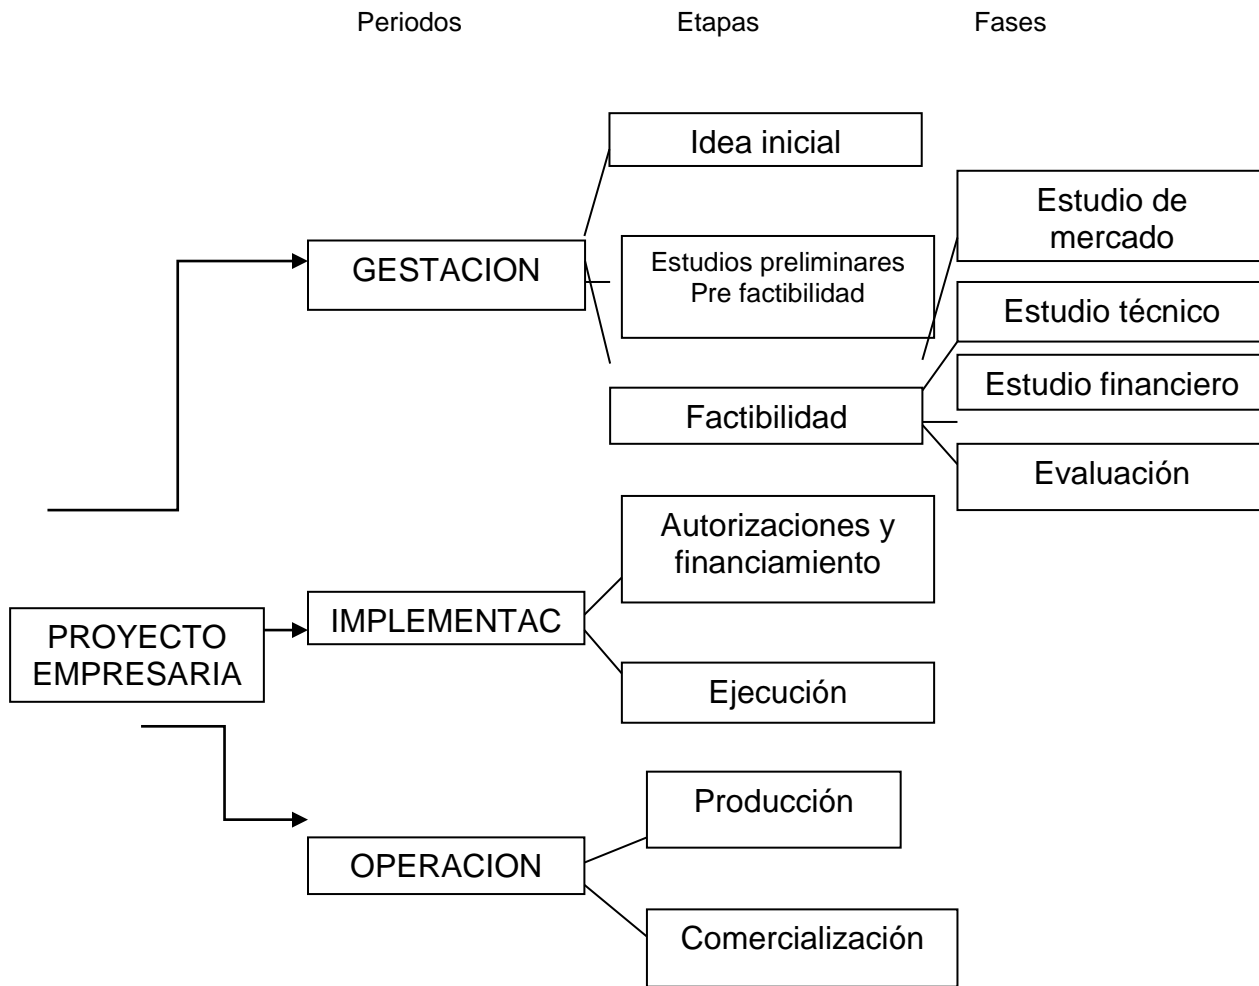 Periodos Etapas Fases
Idea inicial
Estudio de
mercado
GESTACION
Estudios preliminares
Pre factibilidad
Estudio técnico
Estudio financiero
Factibilidad
Evaluación
Autorizaciones y
financiamiento
PROYECTO
EMPRESARIA
IMPLEMENTAC
Ejecución
Producción
OPERACION
Comercialización